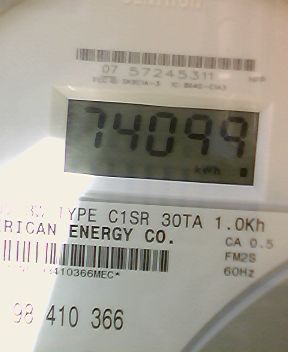 07 57245311
74099
kWh
TYPE C1SR 30TA 1.0Kh
RICAN ENERGY CO.
CA 0.5
FM2S
410366MEC*
60Hz
98 410 366